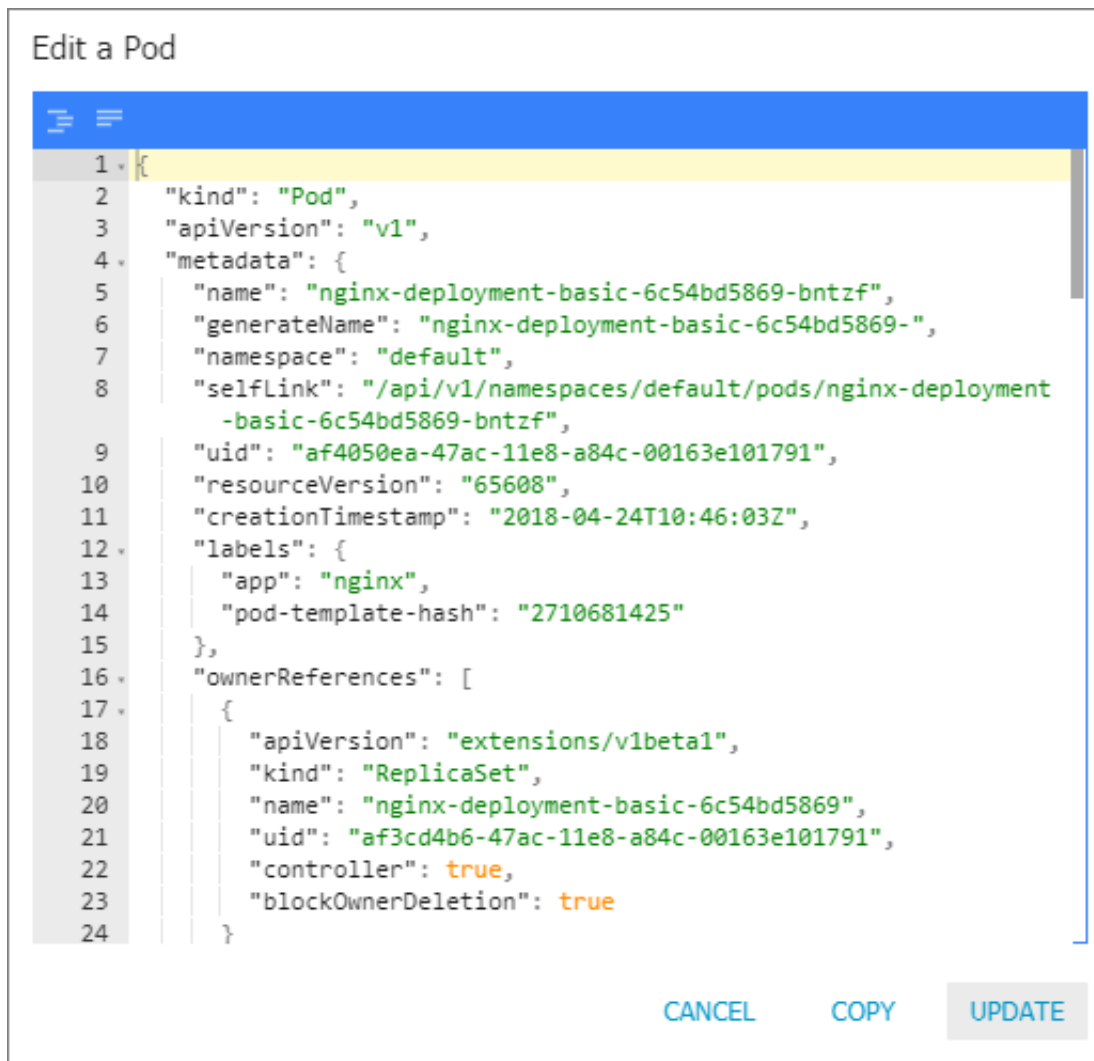 Edit a Pod
1 {
2 "kind": "Pod",
3 "apiVersion": "v1",
4 "metadata": {
5 "name": "nginx-deployment-basic-6c54bd5869-bntzf",
6 "generateName": "nginx-deployment-basic-6c54bd5869-",
7 "namespace": "default",
8 "selfLink": "/api/v1/namespaces/default/pods/nginx-deployment
-basic-6c54bd5869-bntzf",
9 "uid": "af4050ea-47ac-11e8-a84c-00163e101791",
10 "resourceVersion": "65608",
11 "creationTimestamp": "2018-04-24T10:46:03Z",
12 "labels": {
13 "app": "nginx",
14 "pod-template-hash": "2710681425"
15 },
16 "ownerReferences": [
17 {
18 "apiVersion": "extensions/v1beta1",
19 "kind": "ReplicaSet",
20 "name": "nginx-deployment-basic-6c54bd5869",
21 "uid": "af3cd4b6-47ac-11e8-a84c-00163e101791",
22 "controller": true,
23 "blockOwnerDeletion": true
24 }
CANCEL COPY UPDATE